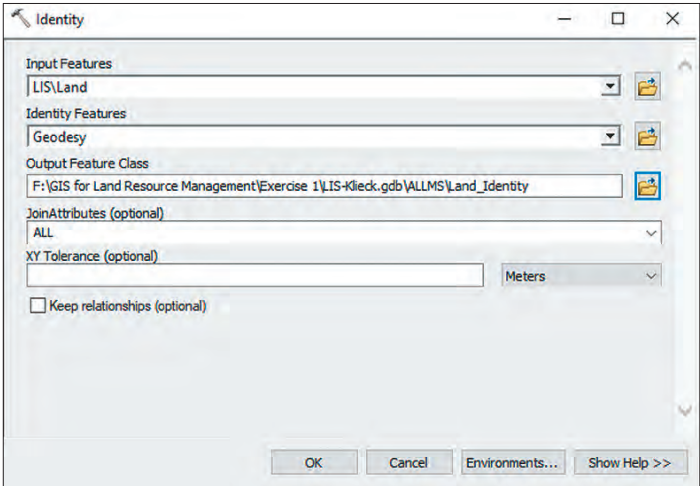 Identity
Input Features
LIS\Land
Identity Features
Geodesy
Output Feature Class
F:\GIS for Land Resource Management\Exercise 1\LIS-Klieck.gdb\ALLMS\Land_Identity
JoinAttributes (optional)
ALL
XY Tolerance (optional)
Meters
Keep relationships (optional)
OK Cancel Environments... Show Help >>